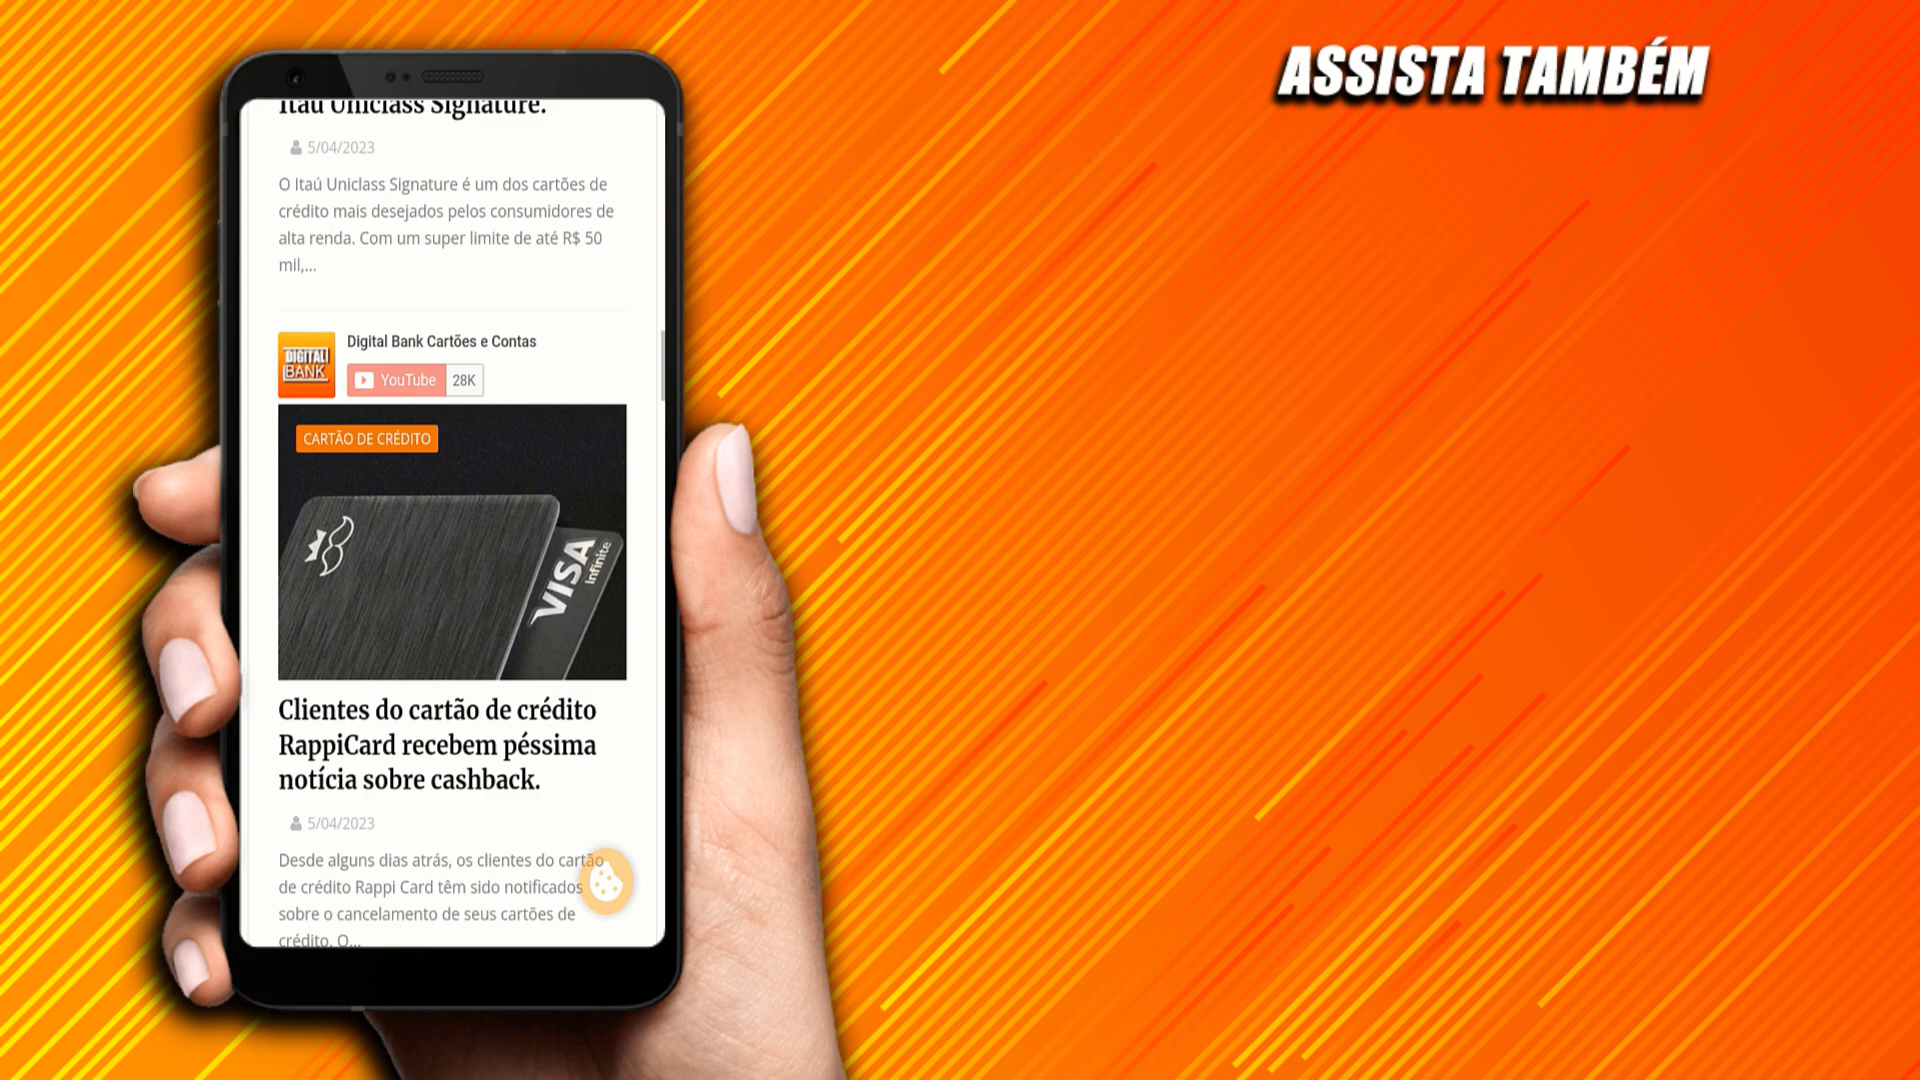 ASSISTA TAMBÉM
Itaú Uniclass Signature.
5/04/2023
O Itaú Uniclass Signature é um dos cartões de
crédito mais desejados pelos consumidores de
alta renda. Com um super limite de até R$ 50
mil,...
Digital Bank Cartões e Contas
DIGITAL
BANK
YouTube 28K
CARTÃO DE CRÉDITO
VISA
Infinite
Clientes do cartão de crédito
RappiCard recebem péssima
notícia sobre cashback.
5/04/2023
Desde alguns dias atrás, os clientes do cartão
de crédito Rappi Card têm sido notificados
sobre o cancelamento de seus cartões de
crédito. O...